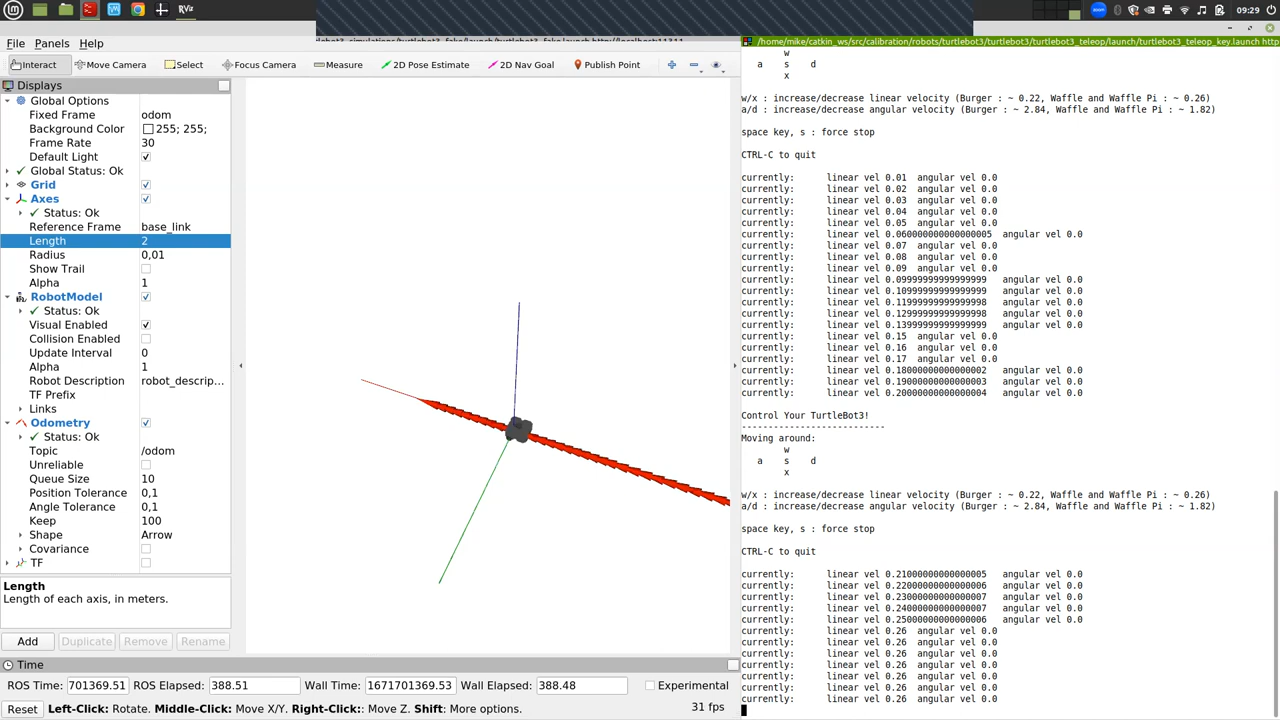 RViz
09:29
File Panels Help
Interact
Move Camera
Select
Focus Camera
Measure
2D Pose Estimate
2D Nav Goal
Publish Point
Displays
Global Options
Fixed Frame odom
Background Color 255; 255;
Frame Rate 30
Default Light
Global Status: Ok
Grid
Axes
Status: Ok
Reference Frame base_link
Length 2
Radius 0,01
Show Trail
Alpha 1
RobotModel
Status: Ok
Visual Enabled
Collision Enabled
Update Interval 0
Alpha 1
Robot Description robot_descrip...
TF Prefix
Links
Odometry
Status: Ok
Topic /odom
Unreliable
Queue Size 10
Position Tolerance 0,1
Angle Tolerance 0,1
Keep 100
Shape Arrow
Covariance
TF
Length
Length of each axis, in meters.
Add Duplicate Remove Rename
Time
ROS Time: 701369.51 ROS Elapsed: 388.51 Wall Time: 1671701369.53 Wall Elapsed: 388.48 Experimental
Reset Left-Click: Rotate. Middle-Click: Move X/Y. Right-Click:: Move Z. Shift: More options. 31 fps
/home/mike/catkin_ws/src/calibration/robots/turtlebot3/turtlebot3/turtlebot3_teleop/launch/turtlebot3_teleop_key.launch http
w
a s d
x
w/x : increase/decrease linear velocity (Burger : ~ 0.22, Waffle and Waffle Pi : ~ 0.26)
a/d : increase/decrease angular velocity (Burger : ~ 2.84, Waffle and Waffle Pi : ~ 1.82)
space key, s : force stop
CTRL-C to quit
currently: linear vel 0.01 angular vel 0.0
currently: linear vel 0.02 angular vel 0.0
currently: linear vel 0.03 angular vel 0.0
currently: linear vel 0.04 angular vel 0.0
currently: linear vel 0.05 angular vel 0.0
currently: linear vel 0.060000000000000005 angular vel 0.0
currently: linear vel 0.07 angular vel 0.0
currently: linear vel 0.08 angular vel 0.0
currently: linear vel 0.09 angular vel 0.0
currently: linear vel 0.09999999999999999 angular vel 0.0
currently: linear vel 0.10999999999999999 angular vel 0.0
currently: linear vel 0.11999999999999998 angular vel 0.0
currently: linear vel 0.12999999999999998 angular vel 0.0
currently: linear vel 0.13999999999999999 angular vel 0.0
currently: linear vel 0.15 angular vel 0.0
currently: linear vel 0.16 angular vel 0.0
currently: linear vel 0.17 angular vel 0.0
currently: linear vel 0.18000000000000002 angular vel 0.0
currently: linear vel 0.19000000000000003 angular vel 0.0
currently: linear vel 0.20000000000000004 angular vel 0.0
Control Your TurtleBot3!
---------------------------
Moving around:
w
a s d
x
w/x : increase/decrease linear velocity (Burger : ~ 0.22, Waffle and Waffle Pi : ~ 0.26)
a/d : increase/decrease angular velocity (Burger : ~ 2.84, Waffle and Waffle Pi : ~ 1.82)
space key, s : force stop
CTRL-C to quit
currently: linear vel 0.21000000000000005 angular vel 0.0
currently: linear vel 0.22000000000000006 angular vel 0.0
currently: linear vel 0.23000000000000007 angular vel 0.0
currently: linear vel 0.24000000000000007 angular vel 0.0
currently: linear vel 0.25000000000000006 angular vel 0.0
currently: linear vel 0.26 angular vel 0.0
currently: linear vel 0.26 angular vel 0.0
currently: linear vel 0.26 angular vel 0.0
currently: linear vel 0.26 angular vel 0.0
currently: linear vel 0.26 angular vel 0.0
currently: linear vel 0.26 angular vel 0.0
currently: linear vel 0.26 angular vel 0.0